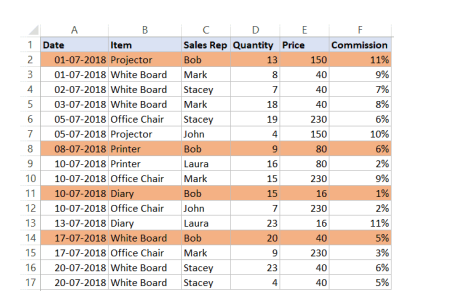 A B C D E F
1 Date Item Sales Rep Quantity Price Commission
2 01-07-2018 Projector Bob 13 150 11%
3 01-07-2018 White Board Mark 8 40 9%
4 02-07-2018 White Board Stacey 7 40 7%
5 03-07-2018 White Board Mark 18 40 8%
6 05-07-2018 Office Chair Stacey 19 230 6%
7 05-07-2018 Projector John 4 150 10%
8 08-07-2018 Printer Bob 9 80 6%
9 10-07-2018 Printer Laura 16 80 2%
10 10-07-2018 Office Chair Mark 15 230 9%
11 10-07-2018 Diary Bob 15 16 1%
12 10-07-2018 Office Chair John 7 230 2%
13 13-07-2018 Diary Laura 23 16 11%
14 17-07-2018 White Board Bob 20 40 5%
15 17-07-2018 Office Chair Mark 9 230 3%
16 20-07-2018 White Board Stacey 23 40 6%
17 20-07-2018 White Board Stacey 4 40 5%